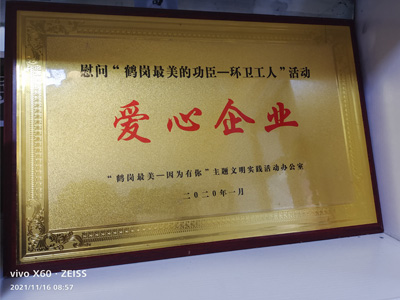 慰问“鹤岗最美的功臣—环卫工人”活动
爱心企业
“鹤岗最美—因为有你”主题文明实践活动办公室
二〇二〇年一月
vivo X60 · ZEISS
2021/11/16 08:57